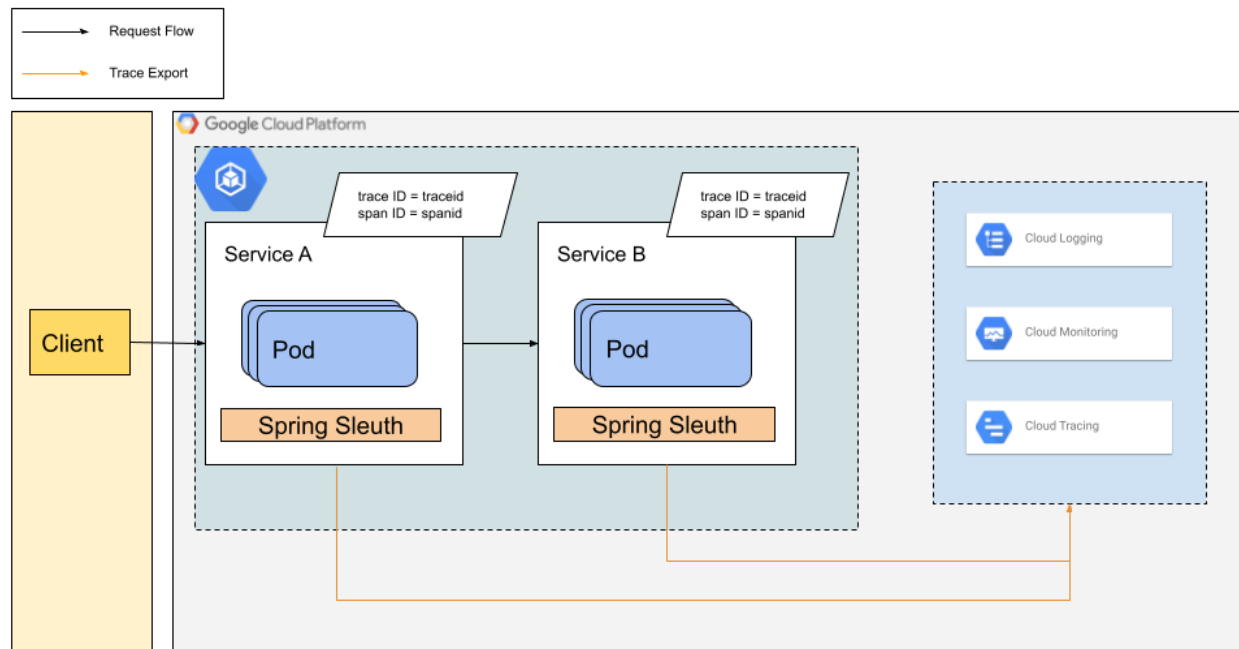 Request Flow
Trace Export
Google Cloud Platform
trace ID = traceid
span ID = spanid
trace ID = traceid
span ID = spanid
Service A
Service B
Client
Pod
Pod
Spring Sleuth
Spring Sleuth
Cloud Logging
Cloud Monitoring
Cloud Tracing